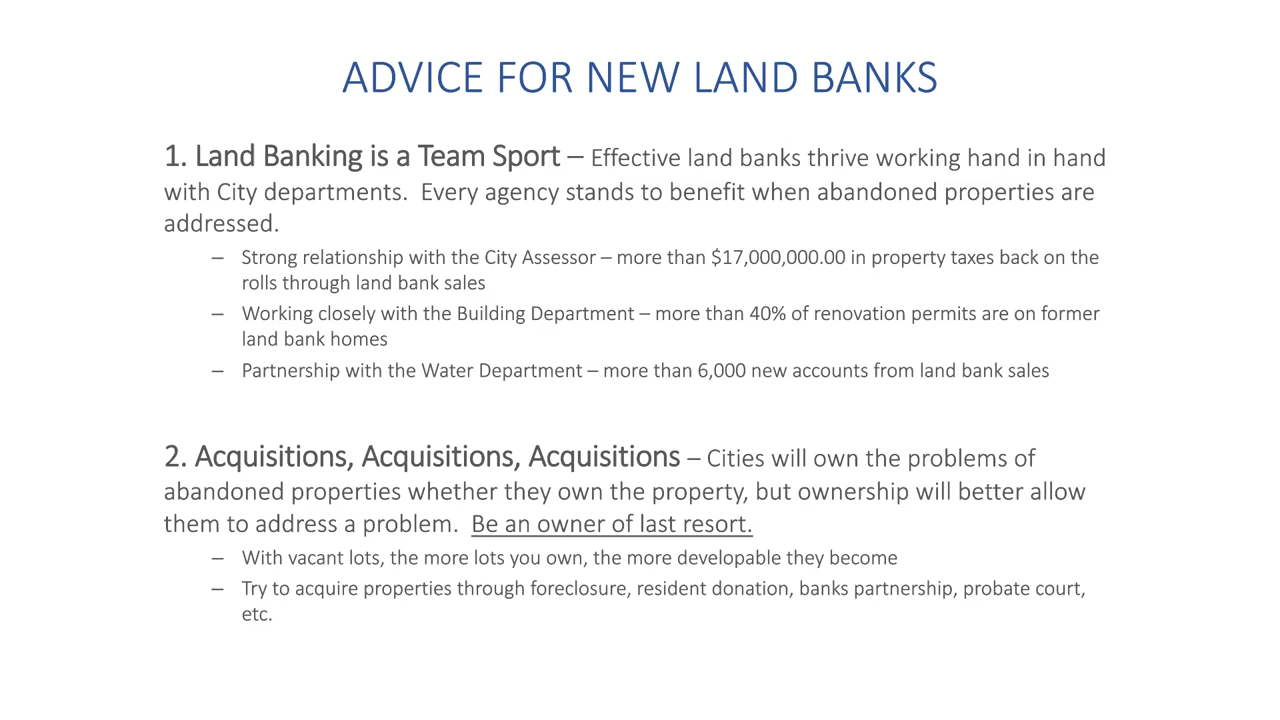 ADVICE FOR NEW LAND BANKS
1. Land Banking is a Team Sport – Effective land banks thrive working hand in hand
with City departments.  Every agency stands to benefit when abandoned properties are
addressed.
– Strong relationship with the City Assessor – more than $17,000,000.00 in property taxes back on the
rolls through land bank sales
– Working closely with the Building Department – more than 40% of renovation permits are on former
land bank homes
– Partnership with the Water Department – more than 6,000 new accounts from land bank sales
2. Acquisitions, Acquisitions, Acquisitions – Cities will own the problems of
abandoned properties whether they own the property, but ownership will better allow
them to address a problem.  Be an owner of last resort.
– With vacant lots, the more lots you own, the more developable they become
– Try to acquire properties through foreclosure, resident donation, banks partnership, probate court,
etc.